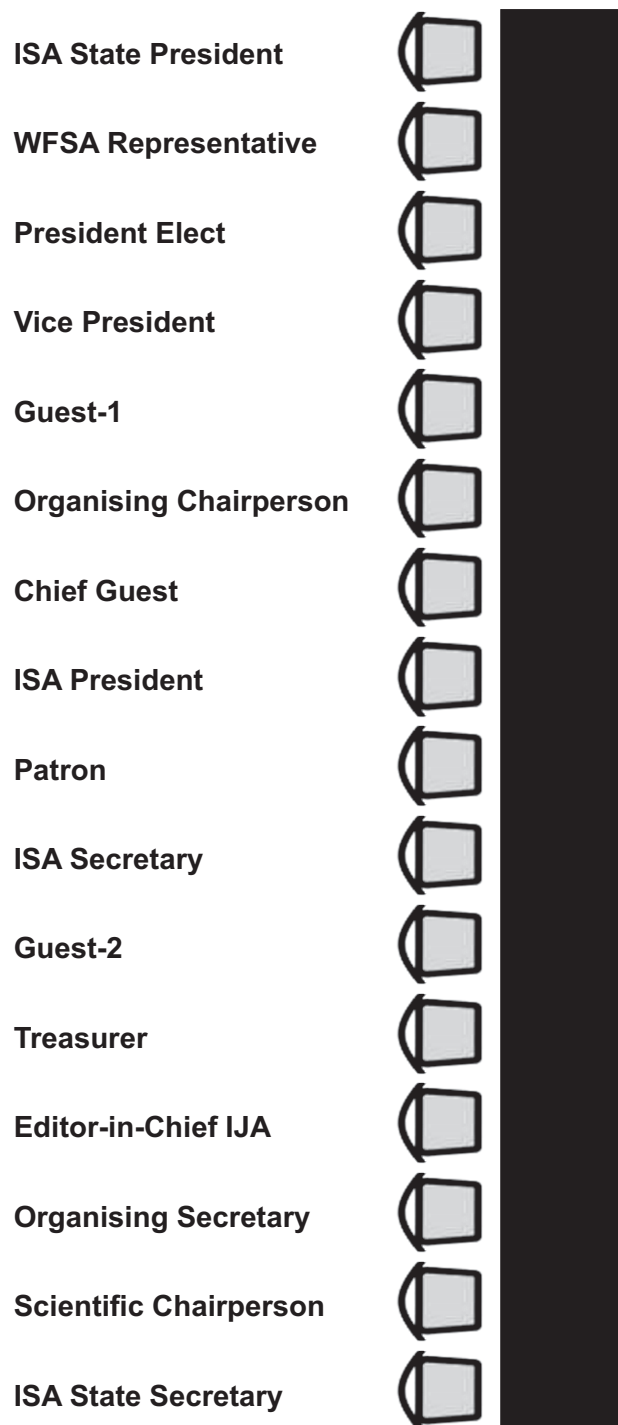 ISA State President
WFSA Representative
President Elect
Vice President
Guest-1
Organising Chairperson
Chief Guest
ISA President
Patron
ISA Secretary
Guest-2
Treasurer
Editor-in-Chief IJA
Organising Secretary
Scientific Chairperson
ISA State Secretary